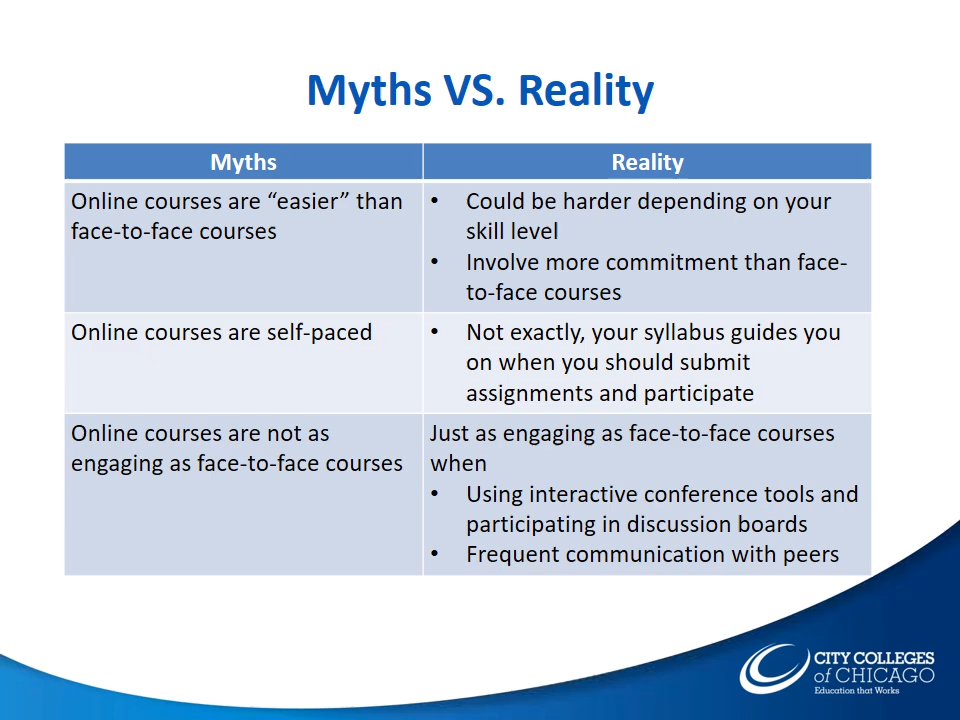 Myths VS. Reality
Myths
Reality
Online courses are “easier” than
face-to-face courses
• Could be harder depending on your
skill level
• Involve more commitment than face-
to-face courses
Online courses are self-paced
• Not exactly, your syllabus guides you
on when you should submit
assignments and participate
Online courses are not as
engaging as face-to-face courses
Just as engaging as face-to-face courses
when
• Using interactive conference tools and
participating in discussion boards
• Frequent communication with peers
CITY COLLEGES
of CHICAGO
Education that Works